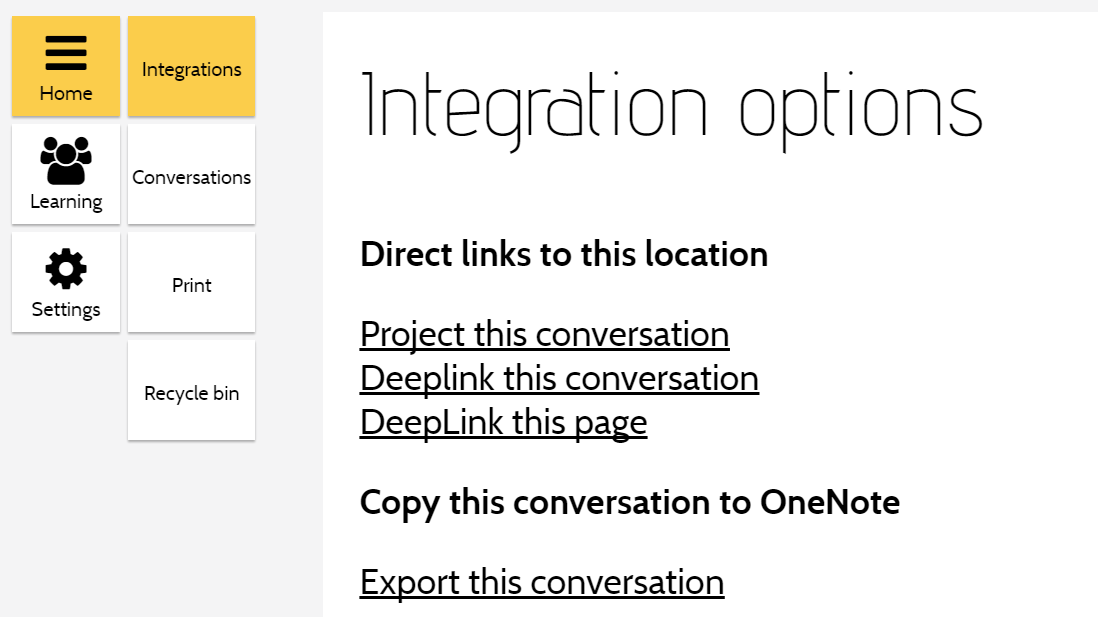 Home
Integrations
Learning
Conversations
Settings
Print
Recycle bin
Integration options
Direct links to this location
Project this conversation
Deeplink this conversation
DeepLink this page
Copy this conversation to OneNote
Export this conversation